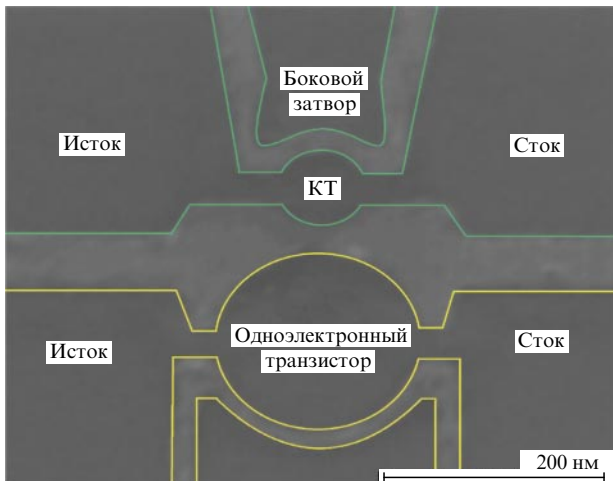 Боковой
затвор
Исток
Сток
КТ
Одноэлектронный
транзистор
Исток
Сток
200 нм